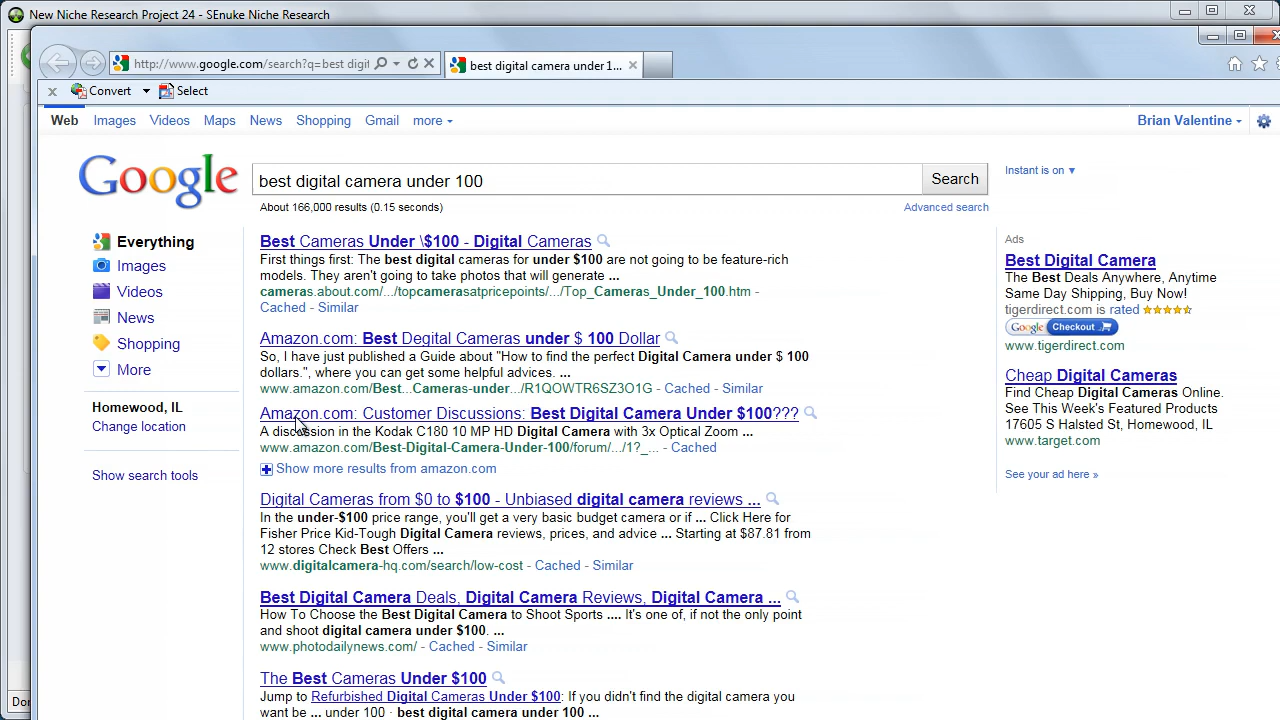 New Niche Research Project 24 - SEnuke Niche Research
http://www.google.com/search?q=best digit
best digital camera under 1...
Convert
Select
Web Images Videos Maps News Shopping Gmail more
Brian Valentine
Google
best digital camera under 100
Search
Instant is on
About 166,000 results (0.15 seconds)
Advanced search
Everything
Images
Videos
News
Shopping
More
Homewood, IL
Change location
Show search tools
Best Cameras Under \$100 - Digital Cameras
First things first: The best digital cameras for under $100 are not going to be feature-rich
models. They aren't going to take photos that will generate ...
cameras.about.com/.../topcamerasatpricepoints/.../Top_Cameras_Under_100.htm -
Cached - Similar
Amazon.com: Best Degital Cameras under $ 100 Dollar
So, I have just published a Guide about "How to find the perfect Digital Camera under $ 100
dollars.", where you can get some helpful advices. ...
www.amazon.com/Best...Cameras-under.../R1QOWTR6SZ3O1G - Cached - Similar
Amazon.com: Customer Discussions: Best Digital Camera Under $100???
A discussion in the Kodak C180 10 MP HD Digital Camera with 3x Optical Zoom ...
www.amazon.com/Best-Digital-Camera-Under-100/forum/.../1?_... - Cached
Show more results from amazon.com
Digital Cameras from $0 to $100 - Unbiased digital camera reviews ...
In the under-$100 price range, you'll get a very basic budget camera or if ... Click Here for
Fisher Price Kid-Tough Digital Camera reviews, prices, and advice ... Starting at $87.81 from
12 stores Check Best Offers ...
www.digitalcamera-hq.com/search/low-cost - Cached - Similar
Best Digital Camera Deals, Digital Camera Reviews, Digital Camera ...
How To Choose the Best Digital Camera to Shoot Sports .... It's one of, if not the only point
and shoot digital camera under $100. ...
www.photodailynews.com/ - Cached - Similar
The Best Cameras Under $100
Jump to Refurbished Digital Cameras Under $100: If you didn't find the digital camera you
want be ... under 100 · best digital camera under 100 ...
Ads
Best Digital Camera
The Best Deals Anywhere, Anytime
Same Day Shipping, Buy Now!
tigerdirect.com is rated
Google Checkout
www.tigerdirect.com
Cheap Digital Cameras
Find Cheap Digital Cameras Online.
See This Week's Featured Products
17605 S Halsted St, Homewood, IL
www.target.com
See your ad here »
Dor